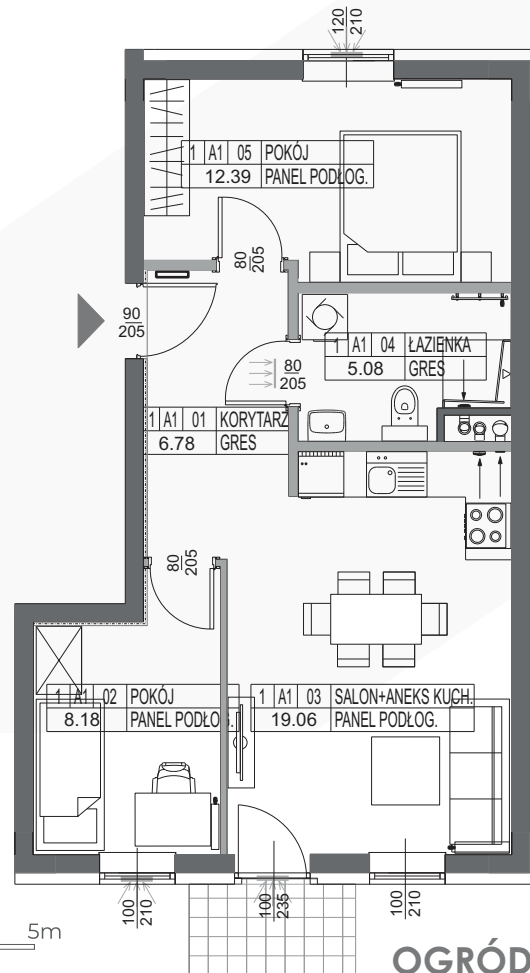 120
210
1 A1 05 POKÓJ
12.39 PANEL PODŁOG.
80
205
90
205
1 A1 04 ŁAZIENKA
5.08 GRES
80
205
1 A1 01 KORYTARZ
6.78 GRES
80
205
1 A1 02 POKÓJ
8.18 PANEL PODŁOG.
1 A1 03 SALON+ANEKS KUCH.
19.06 PANEL PODŁOG.
100
210
100
235
100
210
5m
OGRÓD